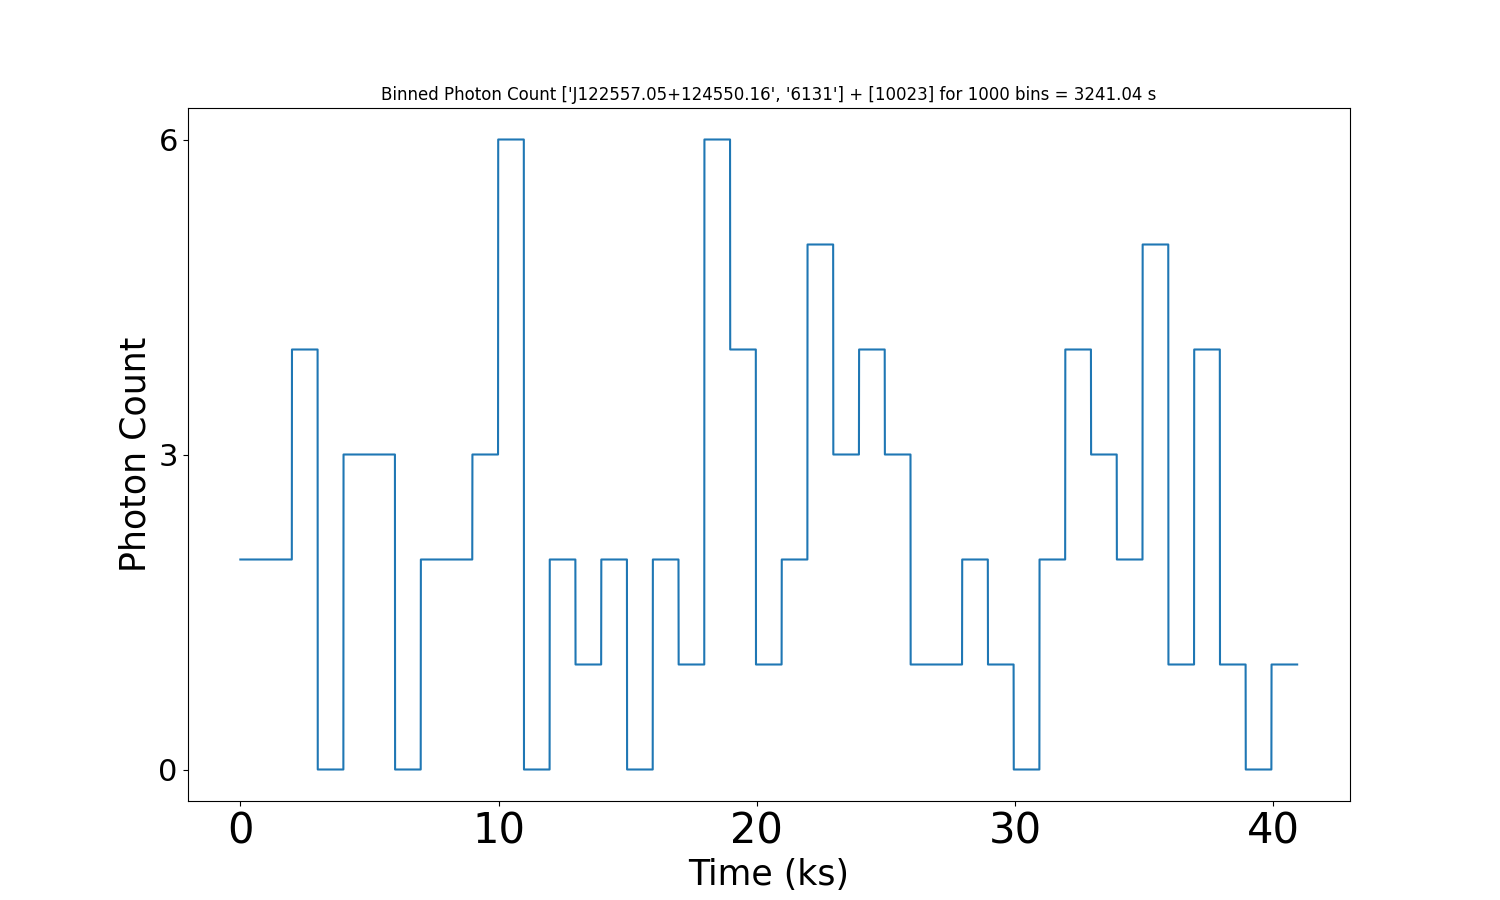 Binned Photon Count ['J122557.05+124550.16', '6131'] + [10023] for 1000 bins = 3241.04 s
6
3
0
Photon Count
0 10 20 30 40
Time (ks)